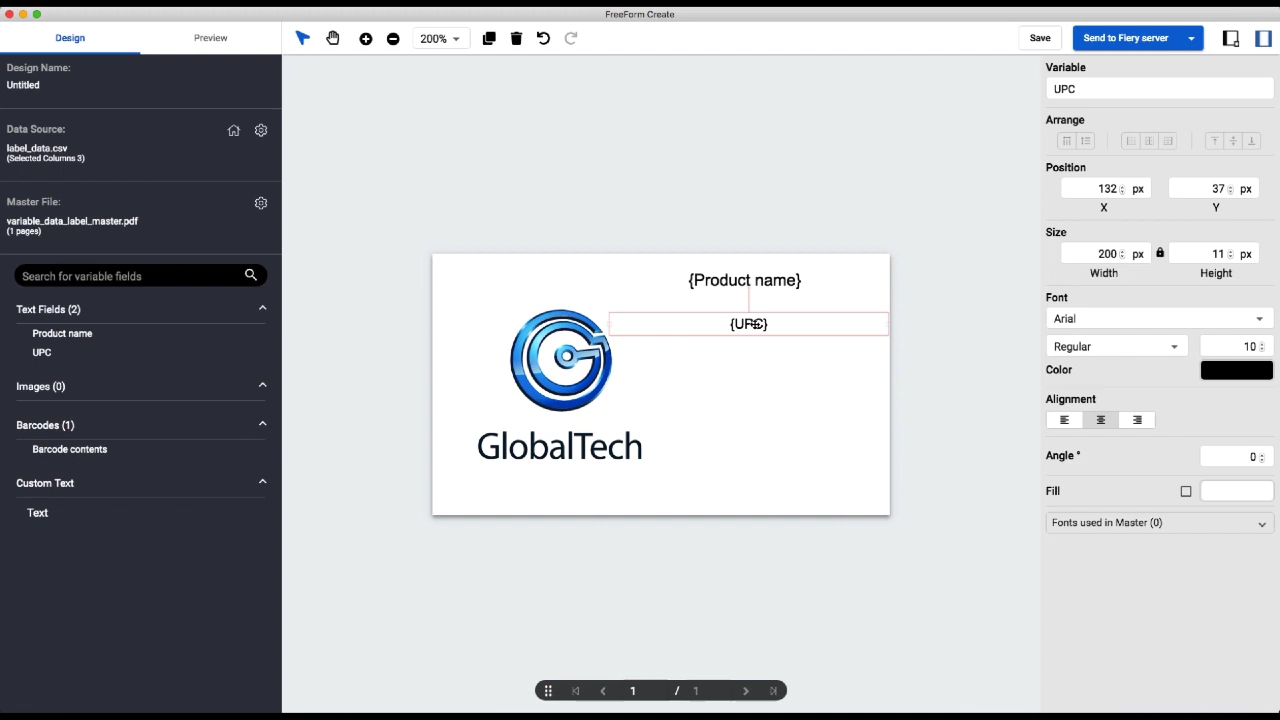 FreeForm Create
Design
Preview
200%
Save
Send to Fiery server
Design Name:
Untitled
Data Source:
label_data.csv
(Selected Columns 3)
Master File:
variable_data_label_master.pdf
(1 pages)
Search for variable fields
Text Fields (2)
Product name
UPC
Images (0)
Barcodes (1)
Barcode contents
Custom Text
Text
{Product name}
{UPC}
GlobalTech
1 / 1
Variable
UPC
Arrange
Position
132 px 37 px
X Y
Size
200 px 11 px
Width Height
Font
Arial
Regular 10
Color
Alignment
Angle ° 0
Fill
Fonts used in Master (0)